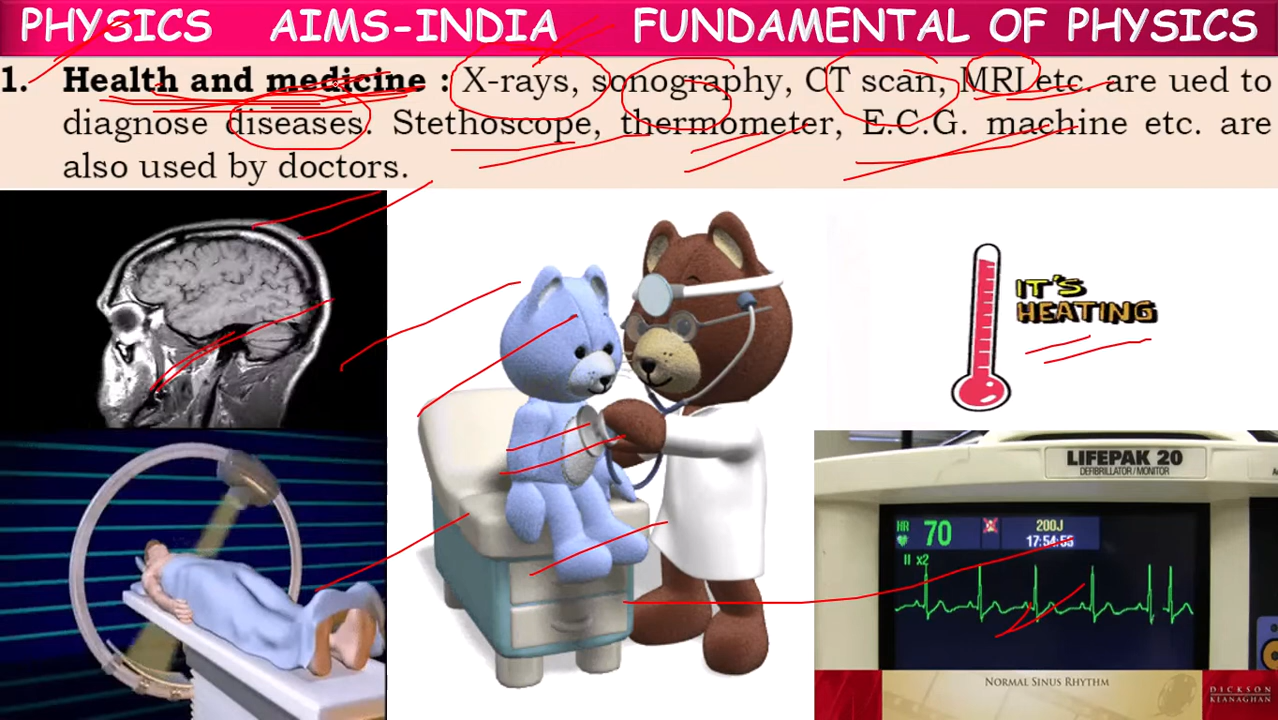 PHYSICS AIMS-INDIA FUNDAMENTAL OF PHYSICS
1. Health and medicine : X-rays, sonography, CT scan, MRI etc. are ued to
diagnose diseases. Stethoscope, thermometer, E.C.G. machine etc. are
also used by doctors.
IT'S
HEATING
LIFEPAK 20
DEFIBRILLATOR/MONITOR
HR 70 200J
17:54:55
II x2
NORMAL SINUS RHYTHM
DICKSON
KEANAGHAN